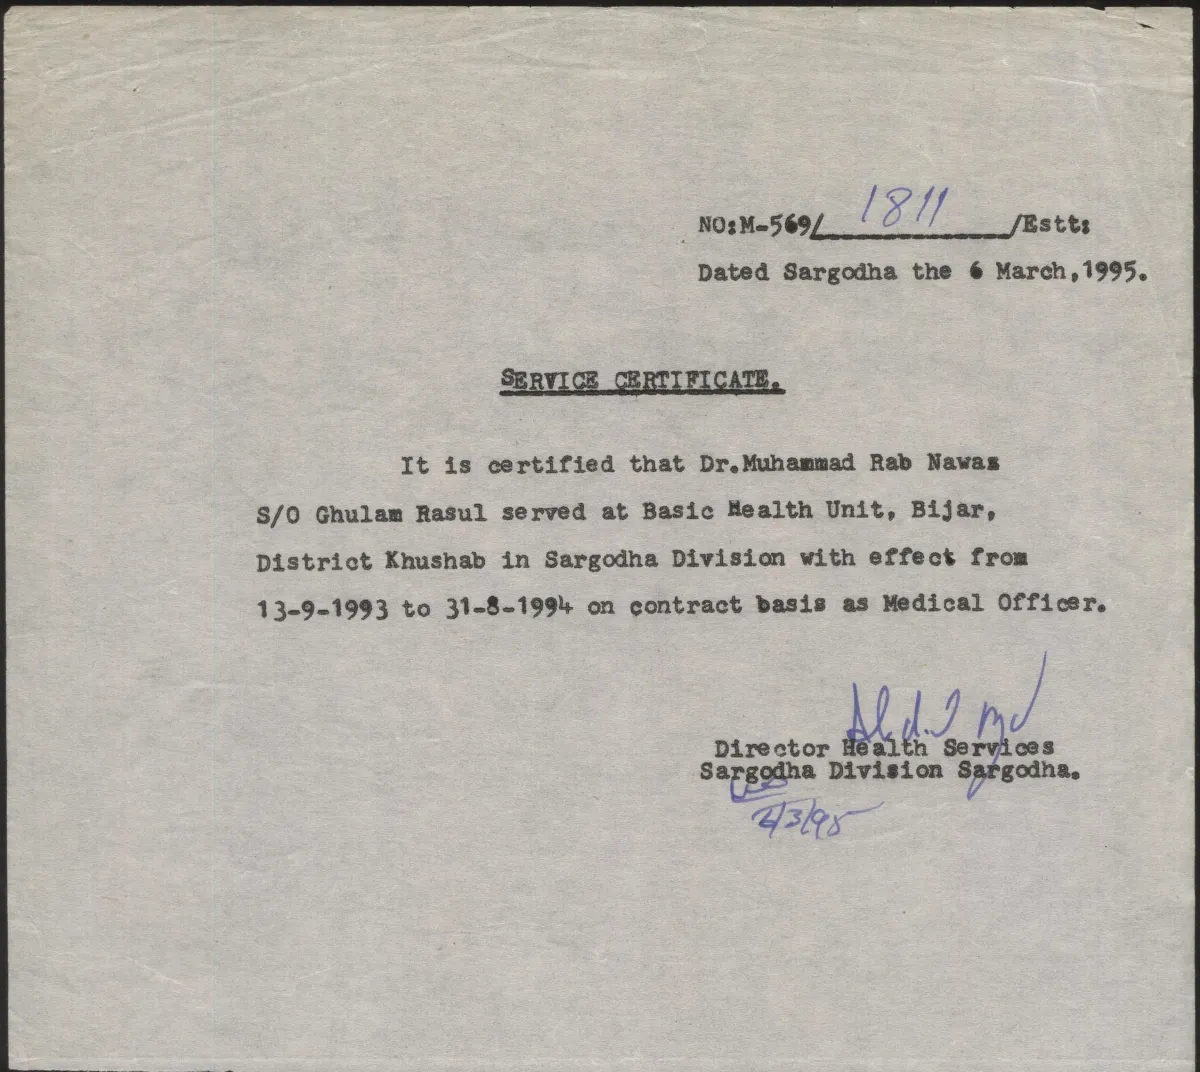 NO:M-569/ 1811 /Estt:
Dated Sargodha the 6 March,1995.
SERVICE CERTIFICATE.
It is certified that Dr.Muhammad Rab Nawaz
S/O Ghulam Rasul served at Basic Health Unit, Bijar,
District Khushab in Sargodha Division with effect from
13-9-1993 to 31-8-1994 on contract basis as Medical Officer.
Director Health Services
Sargodha Division Sargodha.
2/3/95